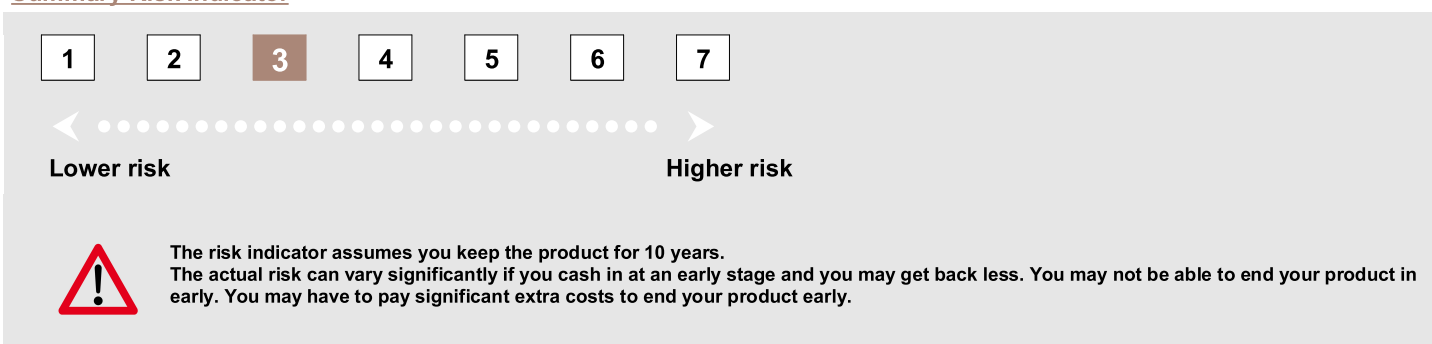 Summary risk indicator
1 2 3 4 5 6 7
Lower risk Higher risk
The risk indicator assumes you keep the product for 10 years.
The actual risk can vary significantly if you cash in at an early stage and you may get back less. You may not be able to end your product in
early. You may have to pay significant extra costs to end your product early.